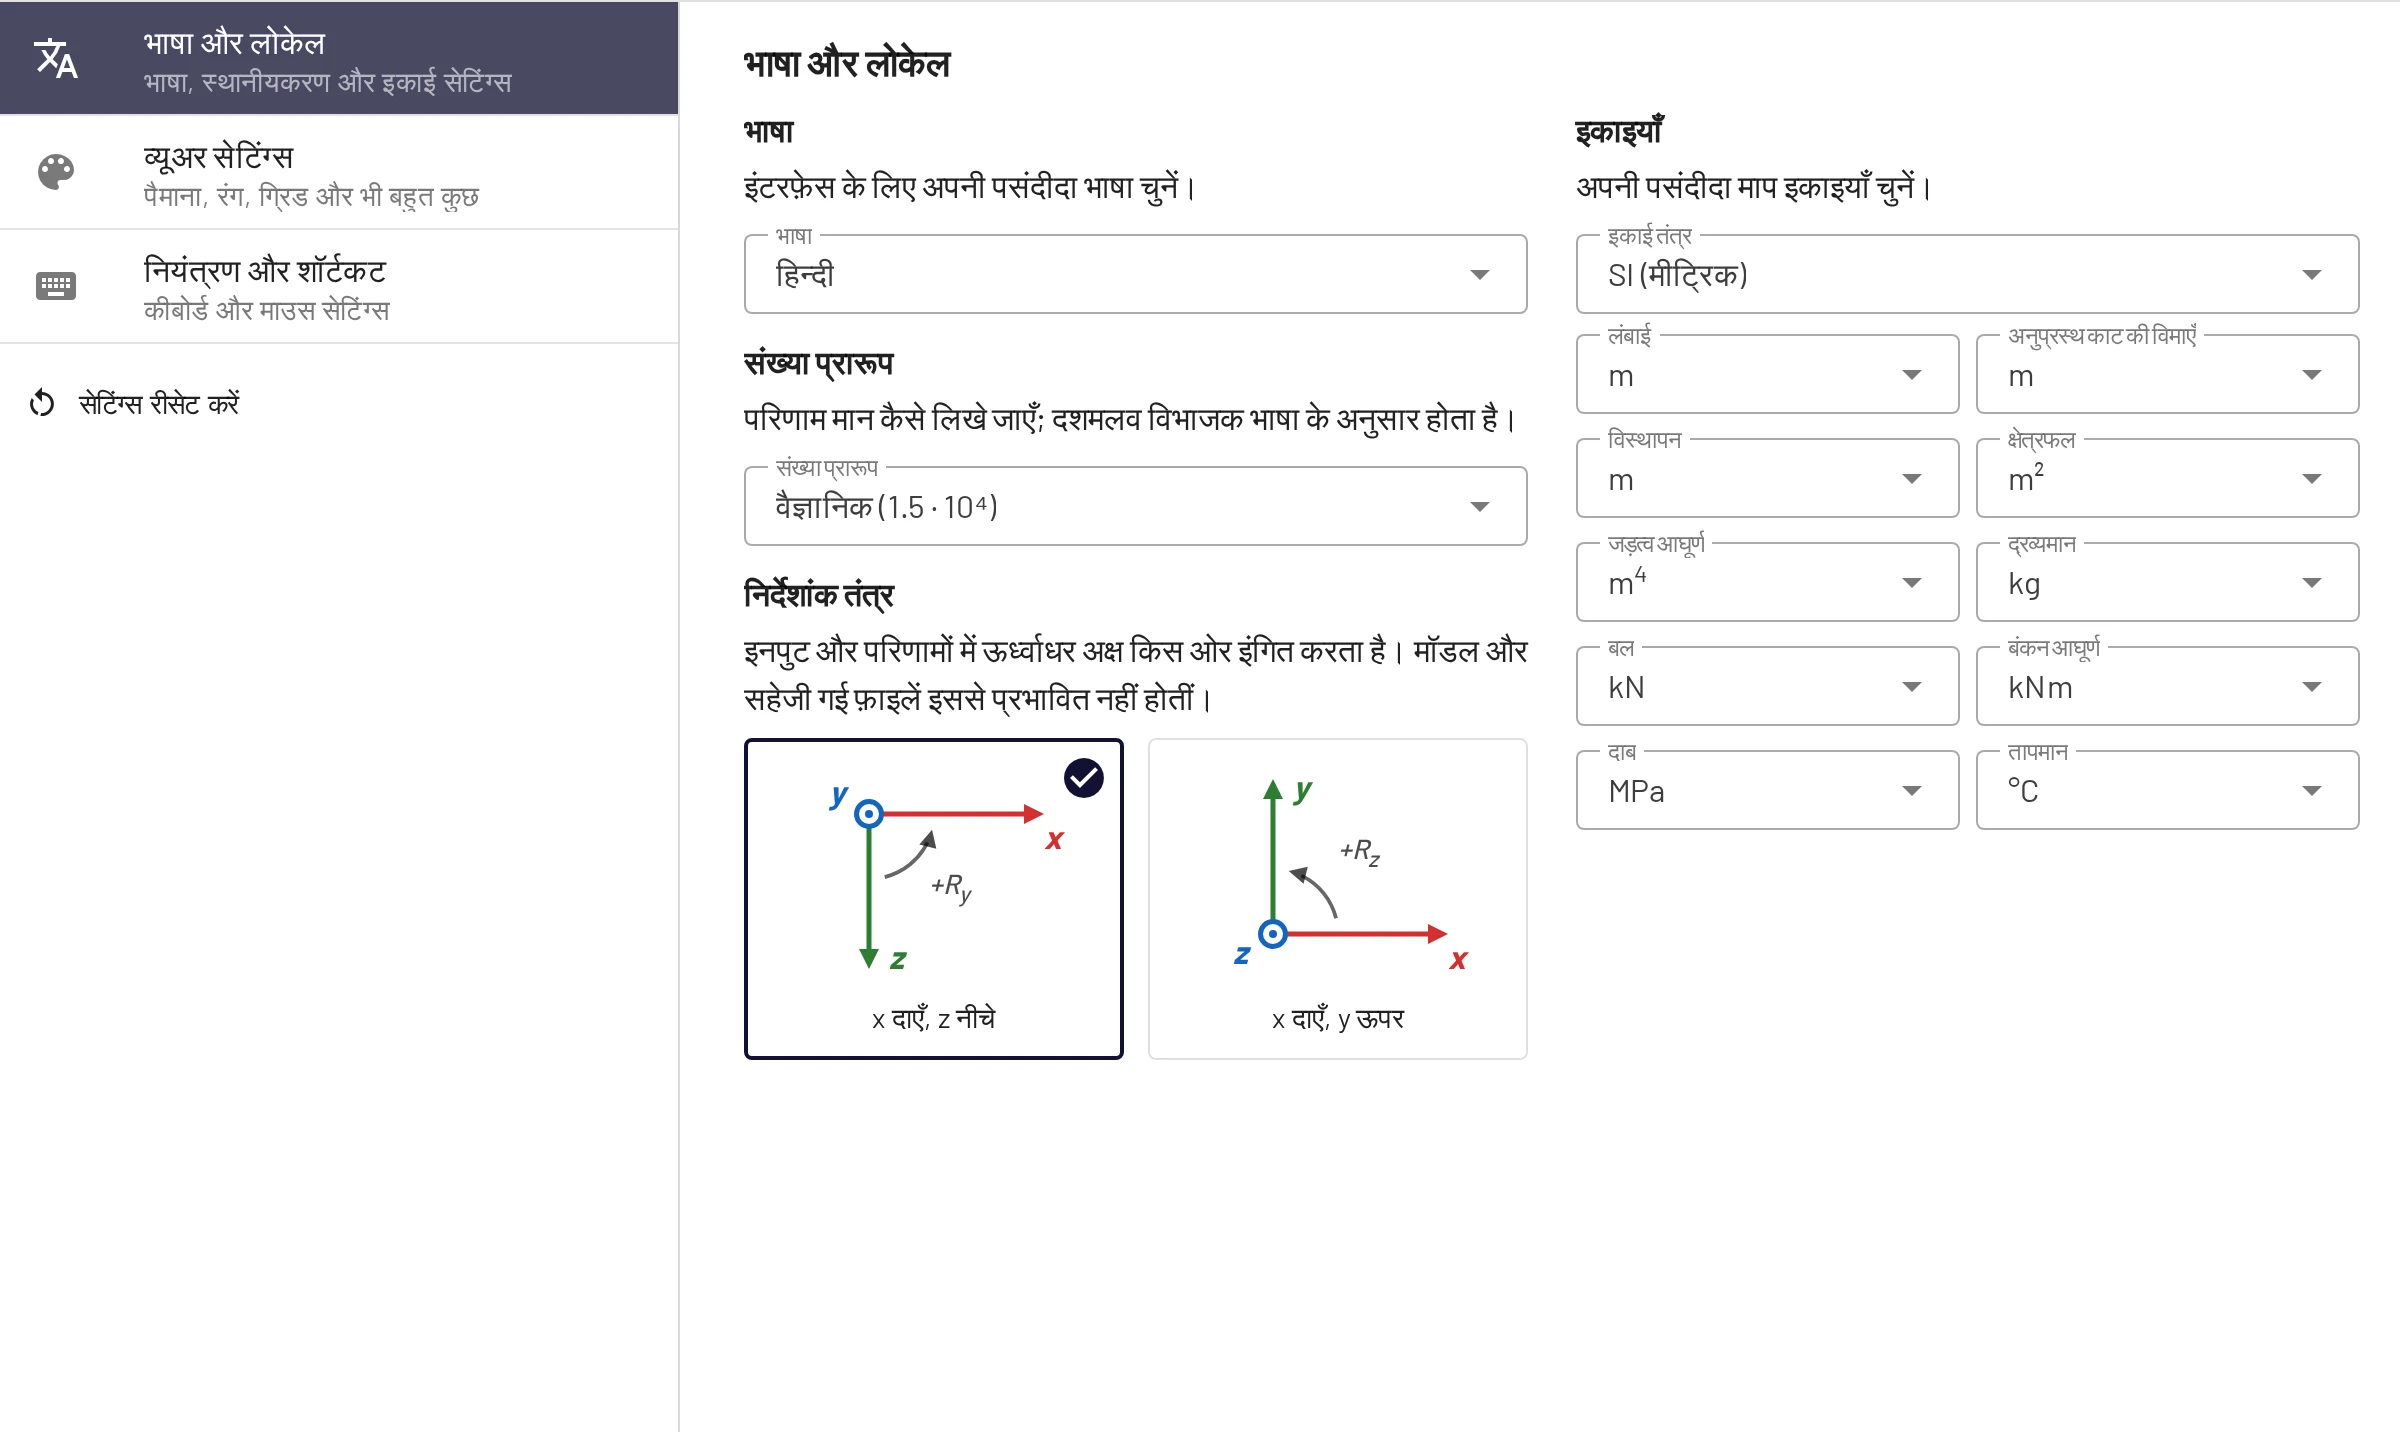 भाषा और लोकेल
भाषा, स्थानीयकरण और इकाई सेटिंग्स
व्यूअर सेटिंग्स
पैमाना, रंग, ग्रिड और भी बहुत कुछ
नियंत्रण और शॉर्टकट
कीबोर्ड और माउस सेटिंग्स
सेटिंग्स रीसेट करें
भाषा और लोकेल
भाषा
इंटरफ़ेस के लिए अपनी पसंदीदा भाषा चुनें।
भाषा
हिन्दी
संख्या प्रारूप
परिणाम मान कैसे लिखे जाएँ; दशमलव विभाजक भाषा के अनुसार होता है।
संख्या प्रारूप
वैज्ञानिक (1.5 · 10⁴)
निर्देशांक तंत्र
इनपुट और परिणामों में ऊर्ध्वाधर अक्ष किस ओर इंगित करता है। मॉडल और
सहेजी गई फ़ाइलें इससे प्रभावित नहीं होतीं।
y
x
+Ry
z
x दाएँ, z नीचे
y
+Rz
z
x
x दाएँ, y ऊपर
इकाइयाँ
अपनी पसंदीदा माप इकाइयाँ चुनें।
इकाई तंत्र
SI (मीट्रिक)
लंबाई
m
अनुप्रस्थ काट की विमाएँ
m
विस्थापन
m
क्षेत्रफल
m²
जड़त्व आघूर्ण
m⁴
द्रव्यमान
kg
बल
kN
बंकन आघूर्ण
kNm
दाब
MPa
तापमान
°C